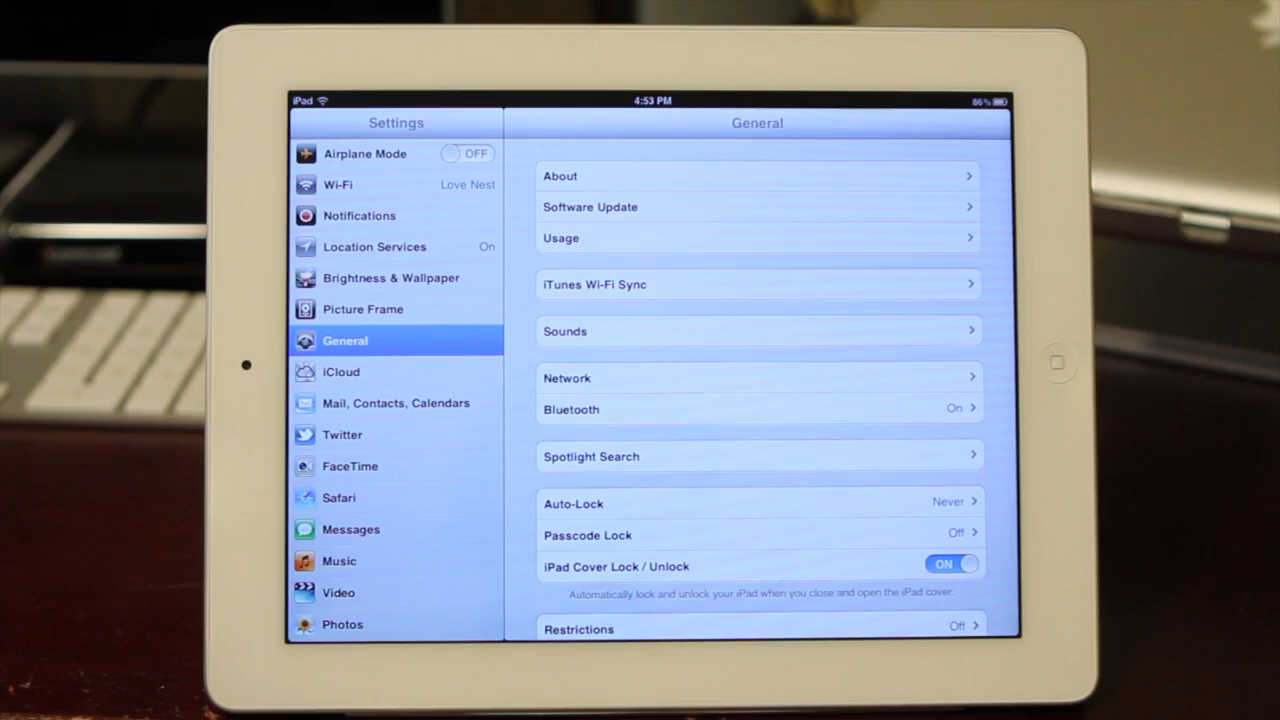 iPad 4:53 PM 86%
Settings
General
Airplane Mode OFF
Wi-Fi Love Nest
Notifications
Location Services On
Brightness & Wallpaper
Picture Frame
General
iCloud
Mail, Contacts, Calendars
Twitter
FaceTime
Safari
Messages
Music
Video
Photos
About
Software Update
Usage
iTunes Wi-Fi Sync
Sounds
Network
Bluetooth On
Spotlight Search
Auto-Lock Never
Passcode Lock Off
iPad Cover Lock / Unlock ON
Automatically lock and unlock your iPad when you close and open the iPad cover.
Restrictions Off